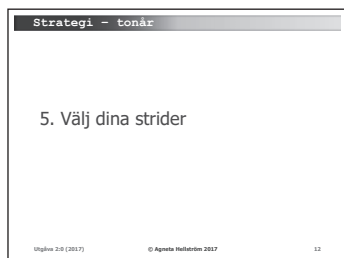 Strategi – tonår
5. Välj dina strider
Utgåva 2:0 (2017) © Agneta Hellström 2017 12